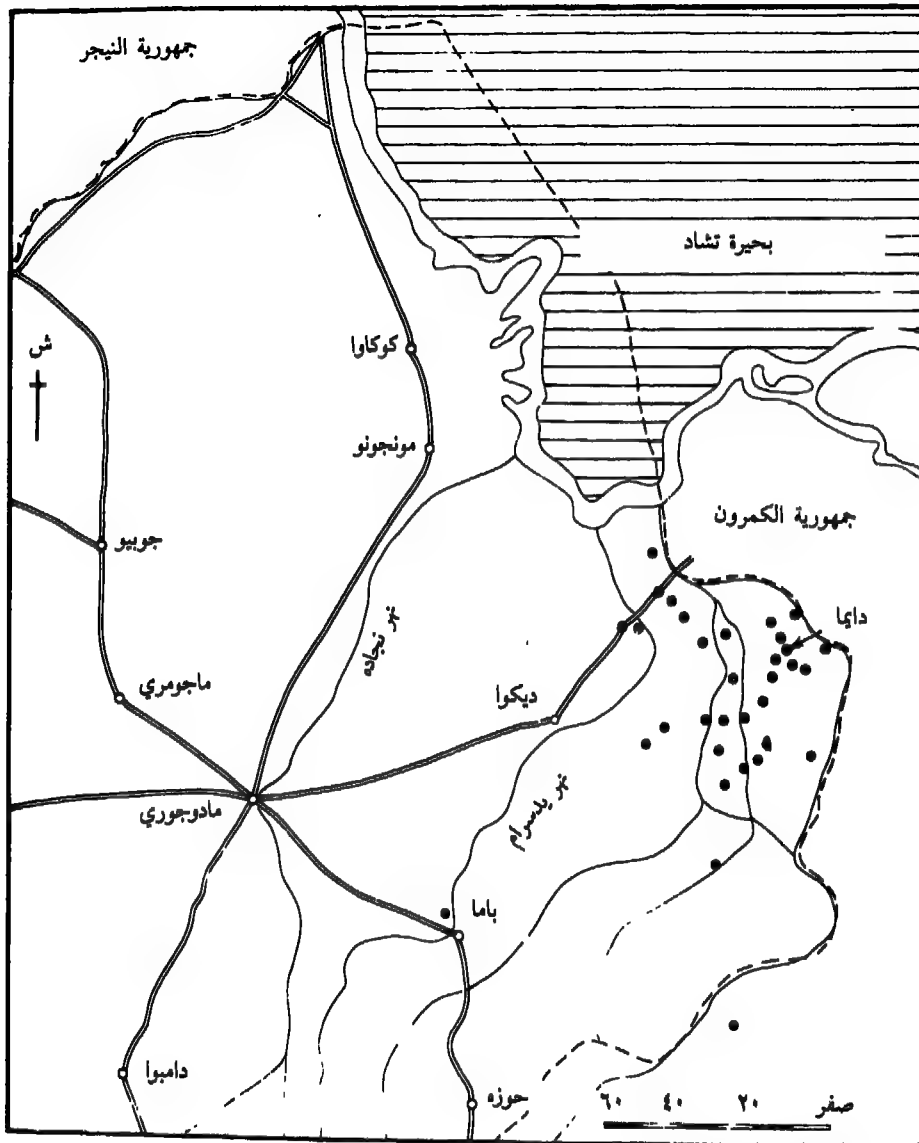 جمهورية النيجر
بحيرة تشاد
ش
كوكاوا
مونجونو
جمهورية الكمرون
جوبيو
نهر نجاده
دايما
ماجومري
ديكوا
مادوجوري
نهر يدسرام
باما
دامبوا
حوزه
صفر ٢٠ ٤٠ ٦٠